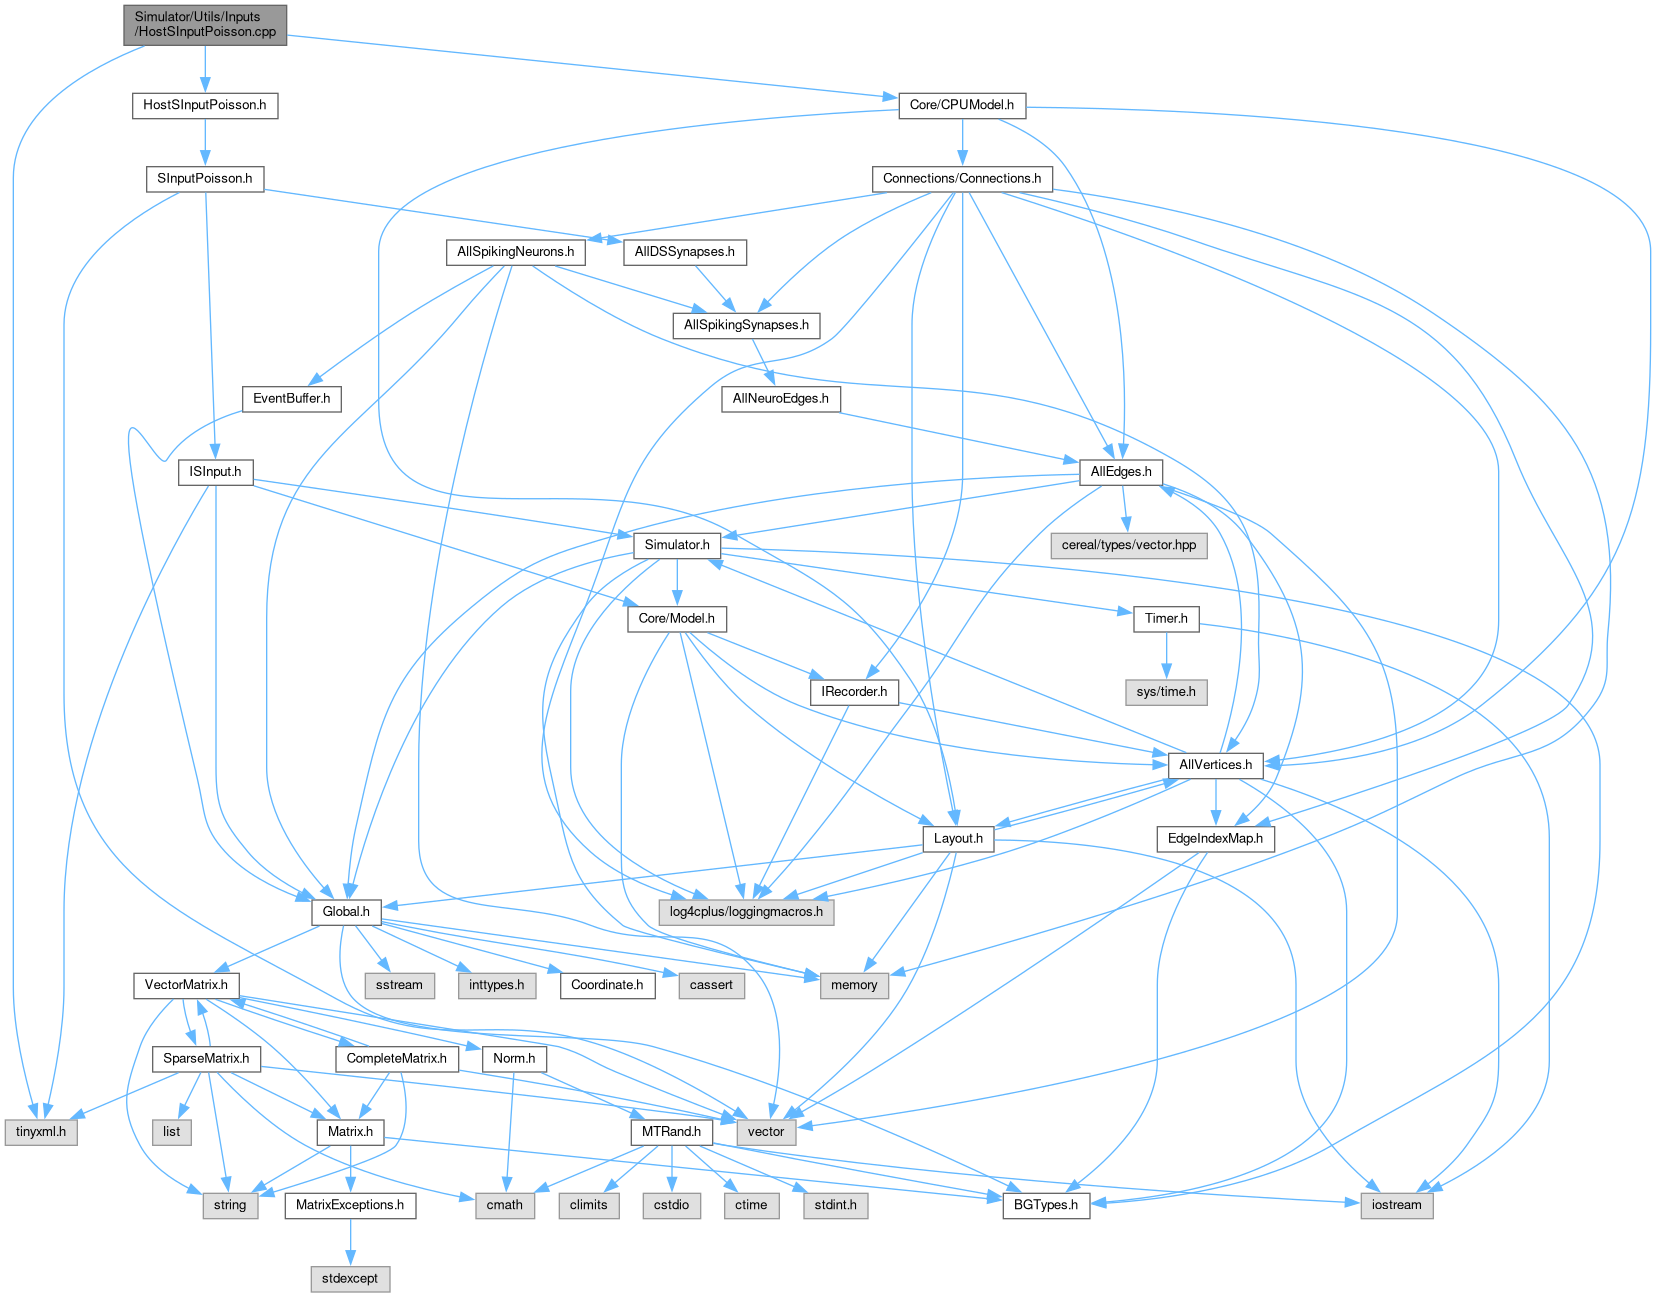 Simulator/Utils/Inputs
/HostSInputPoisson.cpp
HostSInputPoisson.h
Core/CPUModel.h
SInputPoisson.h
Connections/Connections.h
AllSpikingNeurons.h
AllDSSynapses.h
AllSpikingSynapses.h
EventBuffer.h
AllNeuroEdges.h
ISInput.h
AllEdges.h
Simulator.h
cereal/types/vector.hpp
Core/Model.h
Timer.h
IRecorder.h
sys/time.h
AllVertices.h
Layout.h
EdgeIndexMap.h
Global.h
log4cplus/loggingmacros.h
VectorMatrix.h
sstream
inttypes.h
Coordinate.h
cassert
memory
SparseMatrix.h
CompleteMatrix.h
Norm.h
tinyxml.h
list
Matrix.h
MTRand.h
vector
string
MatrixExceptions.h
cmath
climits
cstdio
ctime
stdint.h
BGTypes.h
iostream
stdexcept